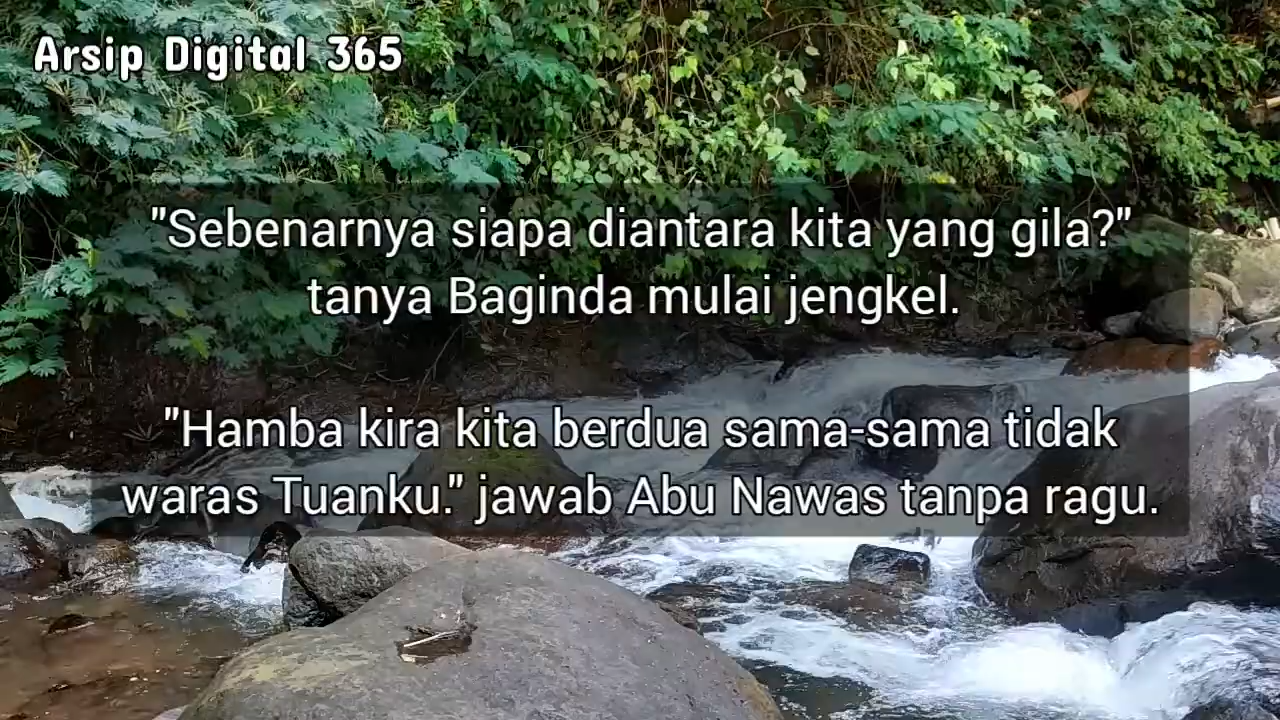 Arsip Digital 365
"Sebenarnya siapa diantara kita yang gila?"
tanya Baginda mulai jengkel.
"Hamba kira kita berdua sama-sama tidak
waras Tuanku." jawab Abu Nawas tanpa ragu.